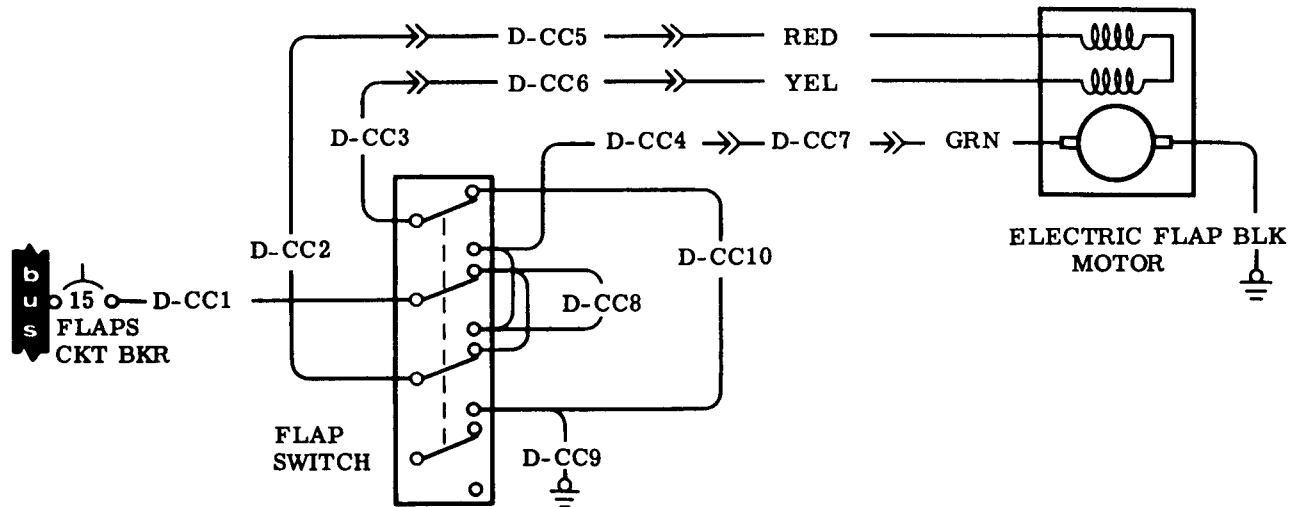 D-CC5
RED
D-CC6
YEL
D-CC3
D-CC4
D-CC7
GRN
D-CC2
D-CC10
ELECTRIC FLAP
MOTOR
BLK
bus
15
D-CC1
D-CC8
FLAPS
CKT BKR
FLAP
SWITCH
D-CC9